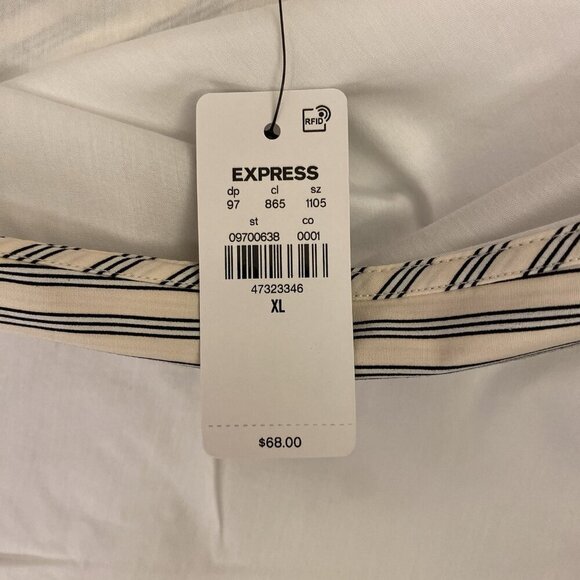 RFID
EXPRESS
dp cl sz
97 865 1105
st co
09700638 0001
47323346
XL
$68.00